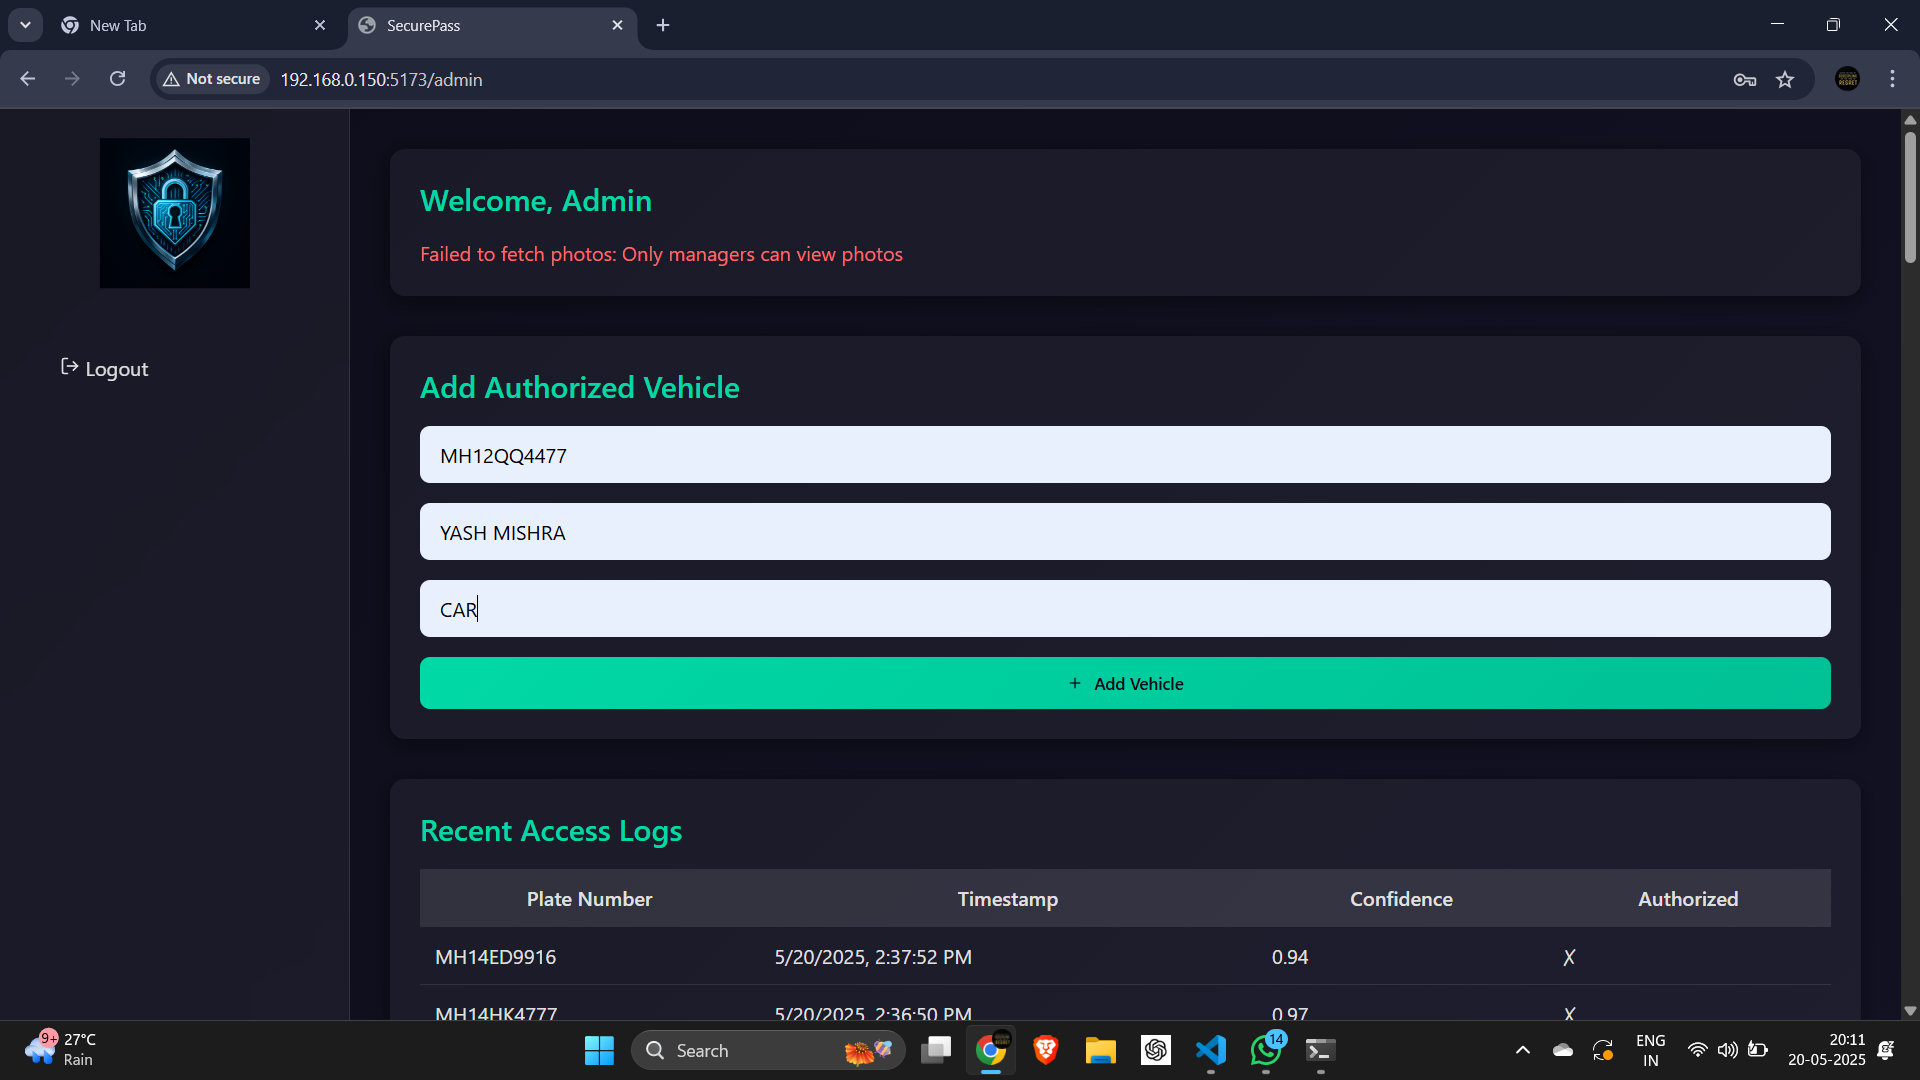 New Tab
SecurePass
Not secure
192.168.0.150:5173/admin
Logout
Welcome, Admin
Failed to fetch photos: Only managers can view photos
Add Authorized Vehicle
MH12QQ4477
YASH MISHRA
CAR
+ Add Vehicle
Recent Access Logs
Plate Number Timestamp Confidence Authorized
MH14ED9916 5/20/2025, 2:37:52 PM 0.94 ✗
MH14HK4777 5/20/2025, 2:36:50 PM 0.97 ✗
9+
27°C
Rain
Search
14
ENG
IN
20:11
20-05-2025